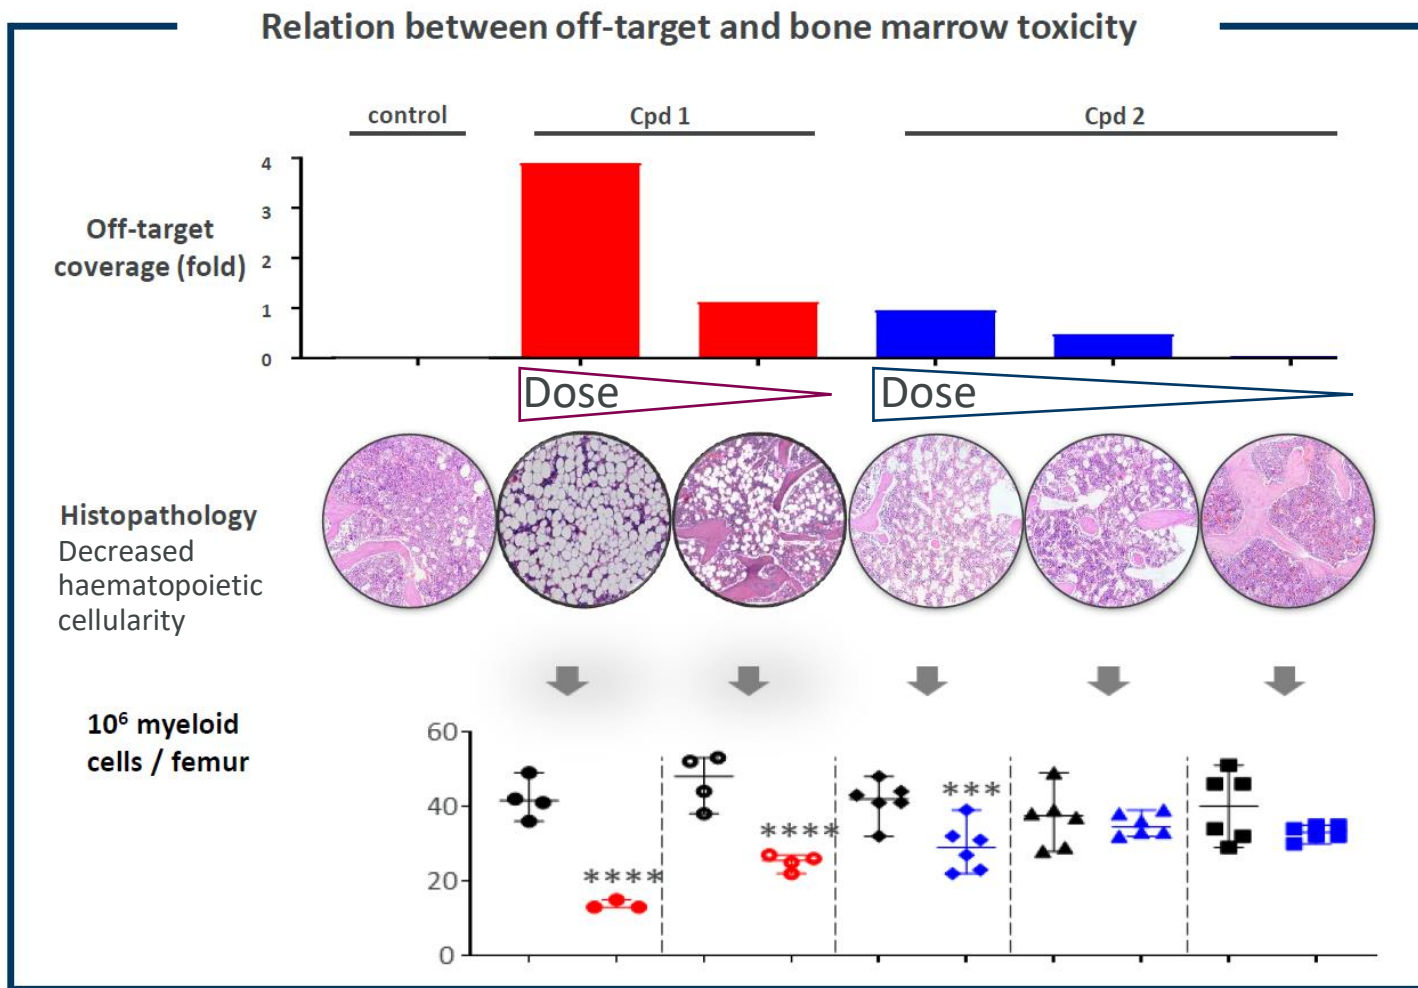 Relation between off-target and bone marrow toxicity
control
Cpd 1
Cpd 2
Off-target
coverage (fold)
4
3
2
1
0
Dose
Dose
Histopathology
Decreased
haematopoietic
cellularity
10⁶ myeloid
cells / femur
60
40
20
0
****
****
***